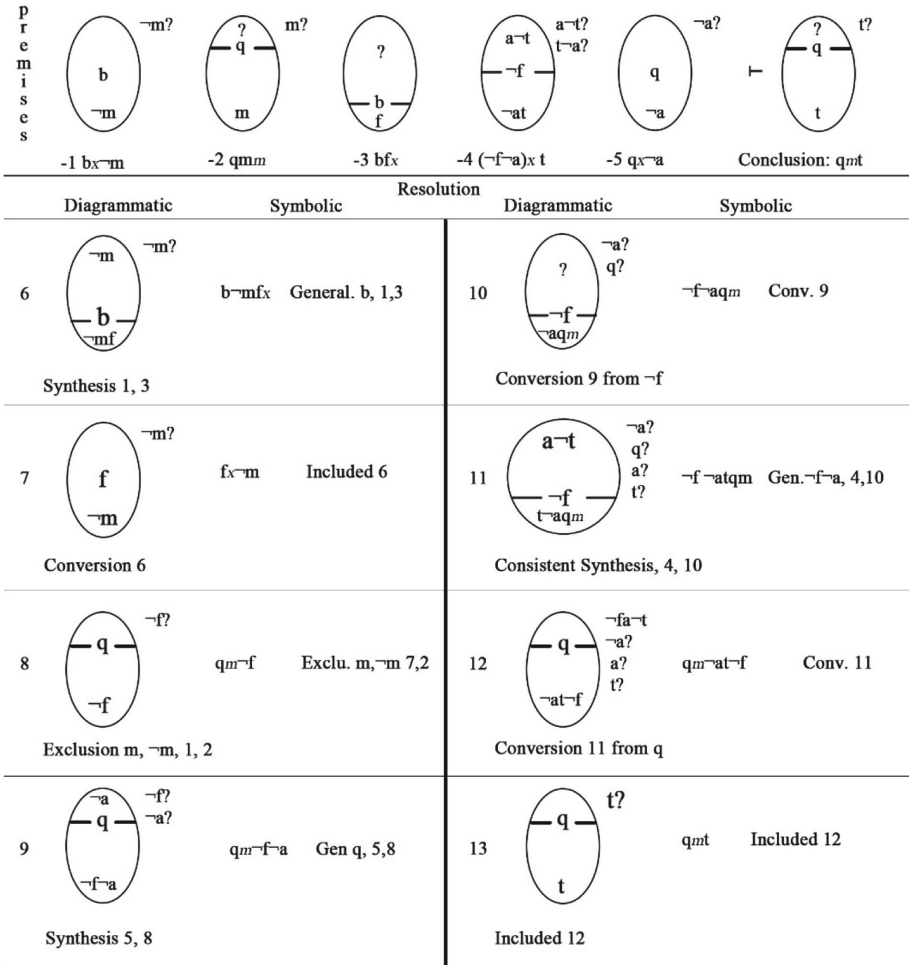 premises
¬m?
b
¬m
-1 bx¬m
?
q
m?
m
-2 qmm
?
b
f
-3 bfx
a¬t
a¬t?
t¬a?
¬f
¬at
-4 (¬f¬a)x t
¬a?
q
¬a
-5 qx¬a
⊢
?
q
t?
t
Conclusion: qmt
Resolution
Diagrammatic Symbolic Diagrammatic Symbolic
6
¬m ¬m?
b
¬mf
b¬mfx General. b, 1,3
Synthesis 1, 3
7
¬m?
f
¬m
fx¬m Included 6
Conversion 6
8
¬f?
q
¬f
qm¬f Exclu. m,¬m 7,2
Exclusion m, ¬m, 1, 2
9
¬a ¬f?
q ¬a?
¬f¬a
qm¬f¬a Gen q, 5,8
Synthesis 5, 8
10
¬a?
? q?
¬f
¬aqm
¬f¬aqm Conv. 9
Conversion 9 from ¬f
11
a¬t ¬a?
q?
a?
t?
¬f
t¬aqm
¬f ¬atqm Gen.¬f¬a, 4,10
Consistent Synthesis, 4, 10
12
¬fa¬t
q ¬a?
a?
t?
¬at¬f
qm¬at¬f Conv. 11
Conversion 11 from q
13
t?
q
t
qmt Included 12
Included 12